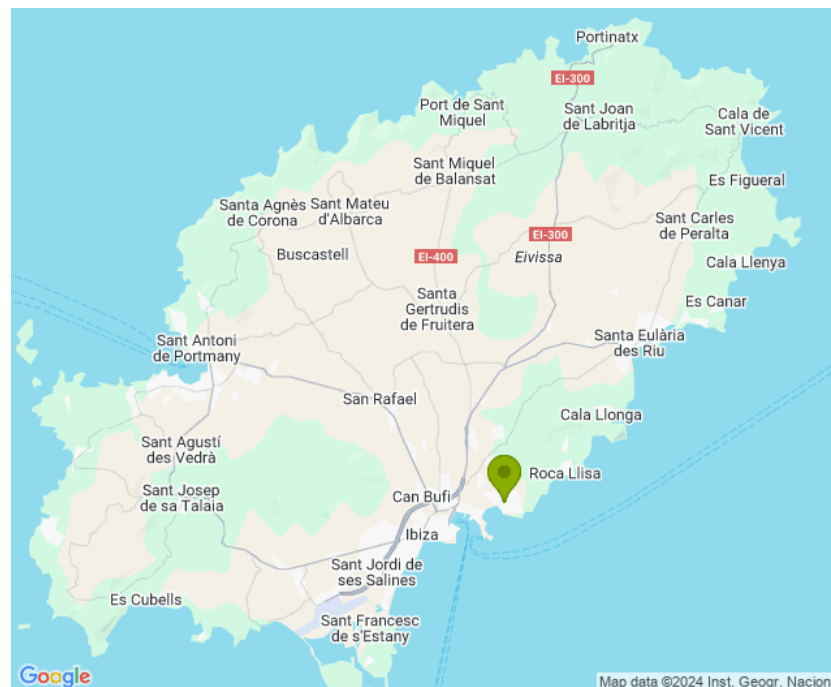 Portinatx
EI-300
Port de Sant
Miquel
Sant Joan
de Labritja
Cala de
Sant Vicent
Sant Miquel
de Balansat
Es Figueral
Santa Agnès
de Corona
Sant Mateu
d'Albarca
Sant Carles
de Peralta
EI-300
Buscastell
EI-400
Eivissa
Cala Llenya
Santa
Gertrudis
de Fruitera
Es Canar
Sant Antoni
de Portmany
Santa Eulària
des Riu
San Rafael
Cala Llonga
Sant Agustí
des Vedrà
Roca Llisa
Sant Josep
de sa Talaia
Can Bufi
Ibiza
Sant Jordi de
ses Salines
Es Cubells
Sant Francesc
de s'Estany
Google
Map data ©2024 Inst. Geogr. Nacion